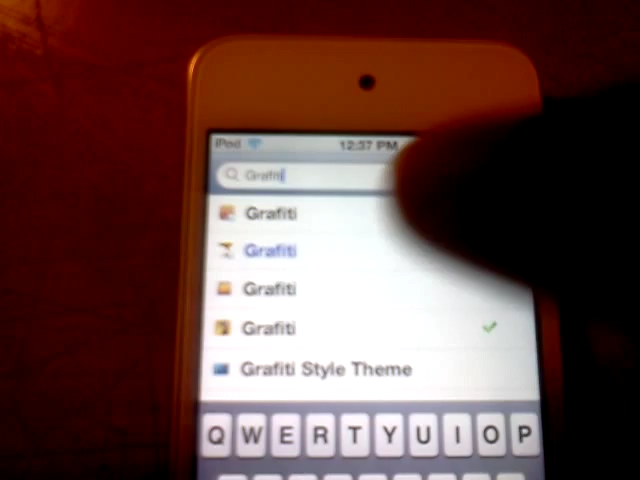 iPod 12:37 PM
Grafiti
Grafiti
Grafiti
Grafiti
Grafiti
Grafiti Style Theme
Q W E R T Y U I O P